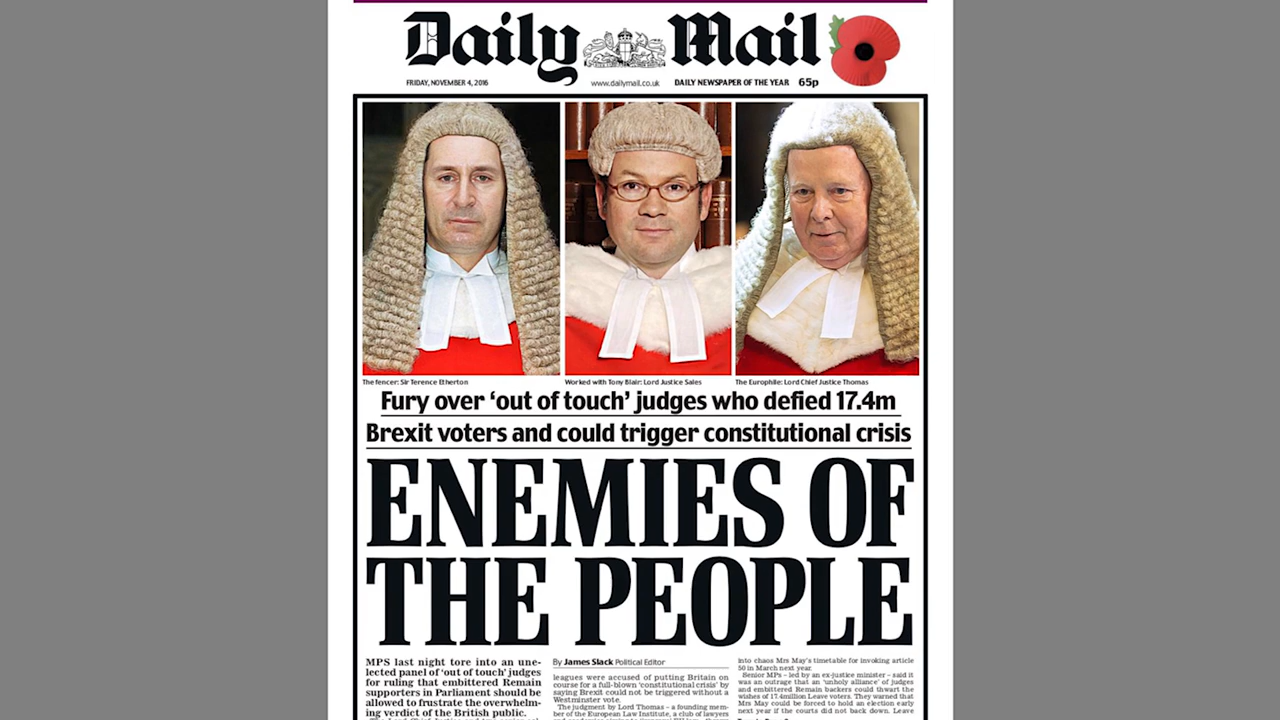 Daily Mail
FRIDAY, NOVEMBER 4, 2016
www.dailymail.co.uk
DAILY NEWSPAPER OF THE YEAR
65p
The fencer: Sir Terence Etherton
Worked with Tony Blair: Lord Justice Sales
The Europhile: Lord Chief Justice Thomas
Fury over ‘out of touch’ judges who defied 17.4m
Brexit voters and could trigger constitutional crisis
ENEMIES OF
THE PEOPLE
MPS last night tore into an une-
lected panel of ‘out of touch’ judges
for ruling that embittered Remain
supporters in Parliament should be
allowed to frustrate the overwhelm-
ing verdict of the British public.
By James Slack Political Editor
leagues were accused of putting Britain on
course for a full-blown ‘constitutional crisis’ by
saying Brexit could not be triggered without a
Westminster vote.
The judgment by Lord Thomas – a founding mem-
ber of the European Law Institute, a club of lawyers
into chaos Mrs May’s timetable for invoking article
50 in March next year.
Senior MPs – led by an ex-justice minister – said it
was an outrage that an ‘unholy alliance’ of judges
and embittered Remain backers could thwart the
wishes of 17.4million Leave voters. They warned that
Mrs May could be forced to hold an election early
next year if the courts did not back down. Leave